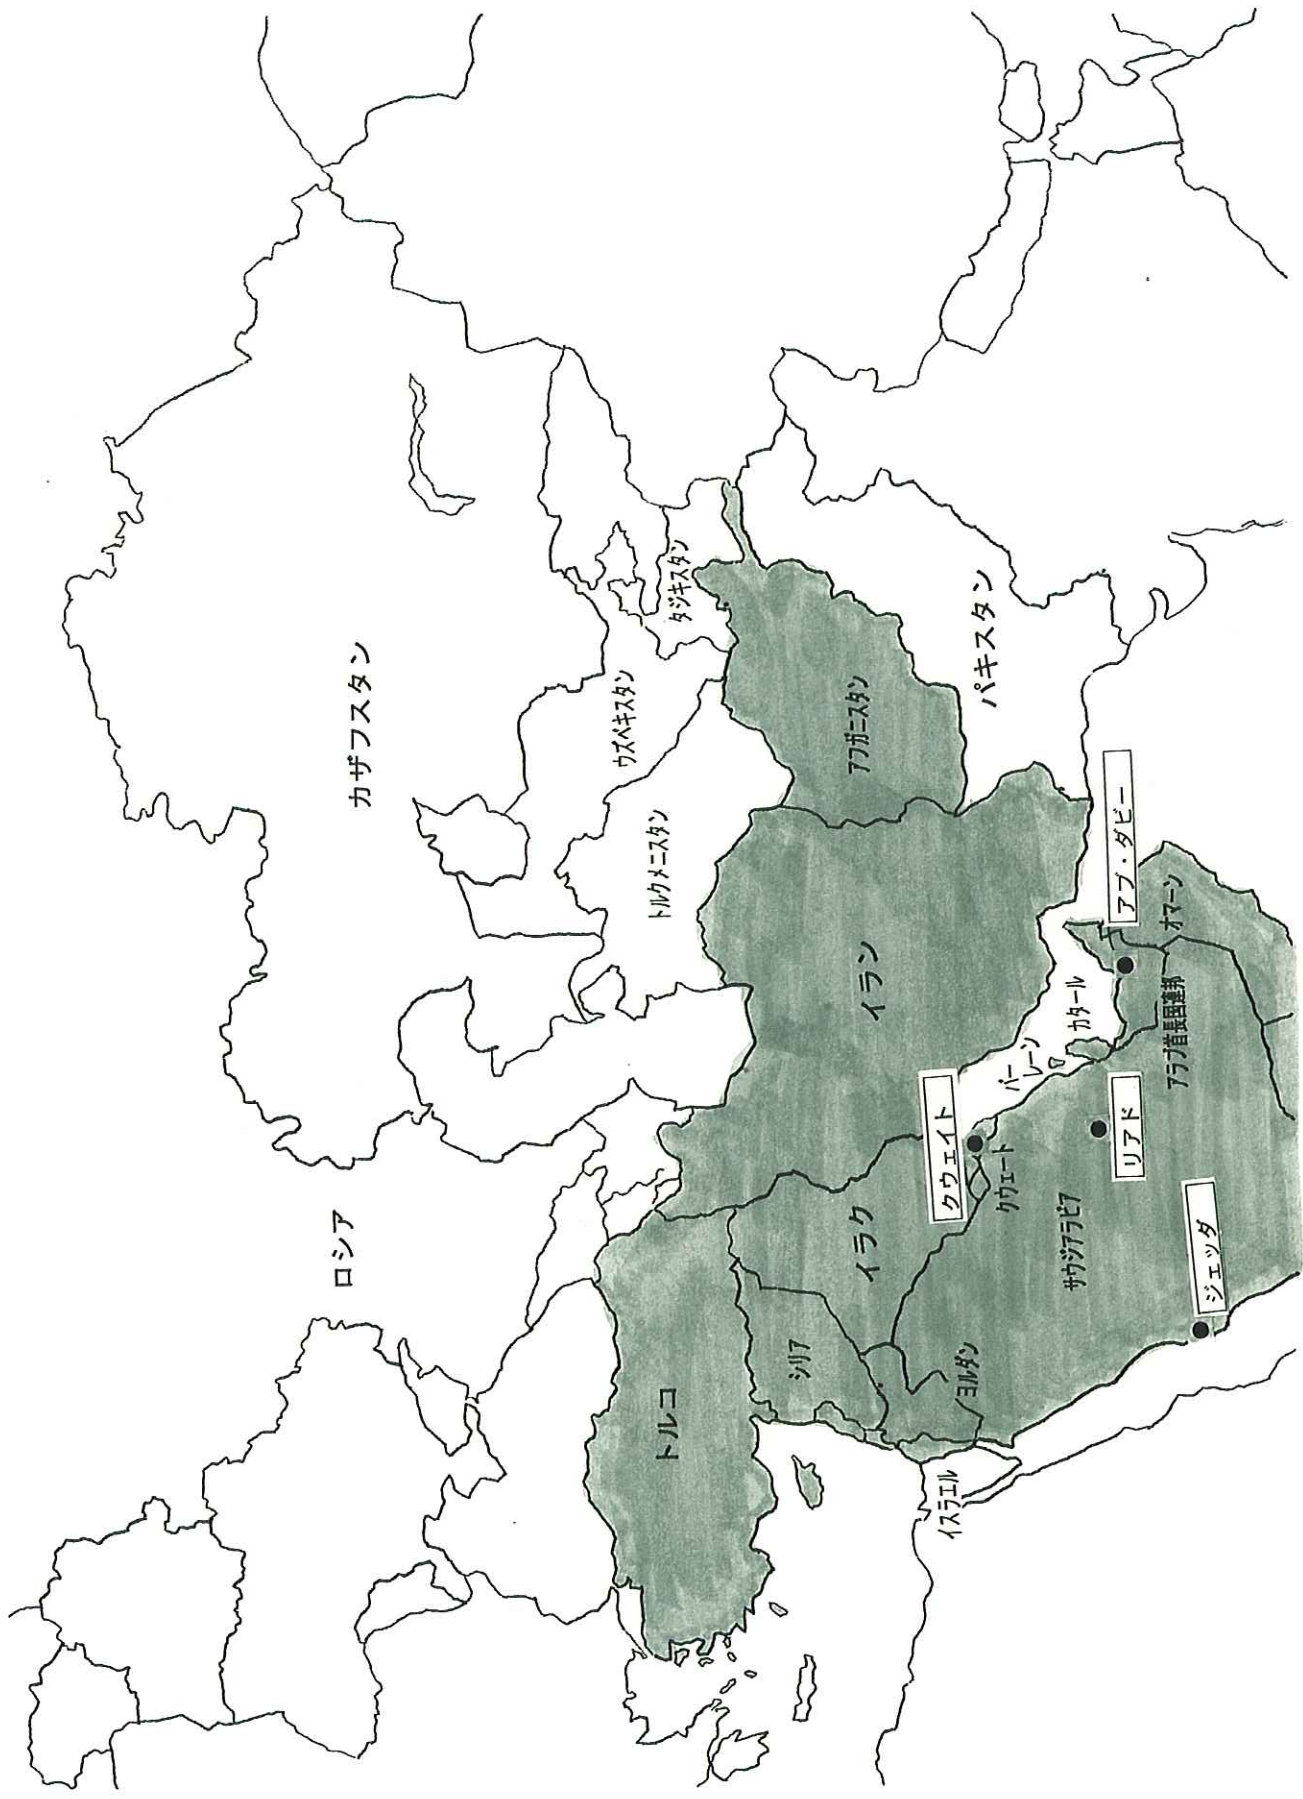 ロシア
カザフスタン
ウズベキスタン
タジキスタン
トルクメニスタン
トルコ
シリア
イラク
イラン
アフガニスタン
パキスタン
イスラエル
ヨルダン
クウェイト
クウェート
バーレーン
カタール
アブ・ダビー
サウジアラビア
リアド
アラブ首長国連邦
オマーン
ジェッダ